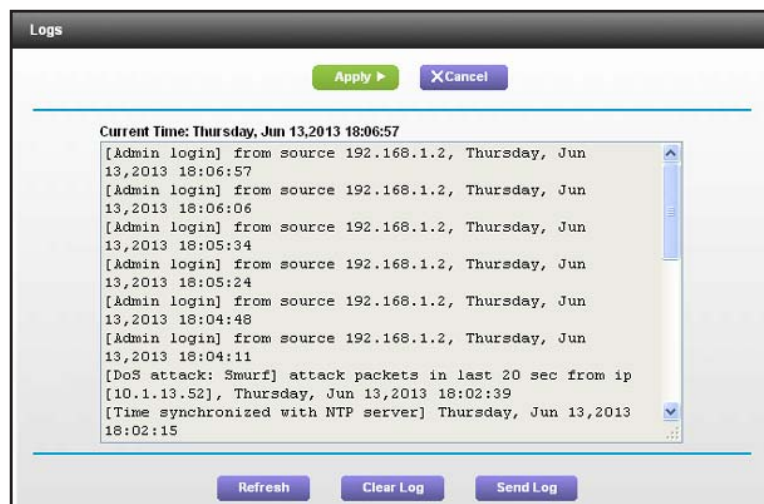 Logs
Apply
Cancel
Current Time: Thursday, Jun 13,2013 18:06:57
[Admin login] from source 192.168.1.2, Thursday, Jun
13,2013 18:06:57
[Admin login] from source 192.168.1.2, Thursday, Jun
13,2013 18:06:06
[Admin login] from source 192.168.1.2, Thursday, Jun
13,2013 18:05:34
[Admin login] from source 192.168.1.2, Thursday, Jun
13,2013 18:05:24
[Admin login] from source 192.168.1.2, Thursday, Jun
13,2013 18:04:48
[Admin login] from source 192.168.1.2, Thursday, Jun
13,2013 18:04:11
[DoS attack: Smurf] attack packets in last 20 sec from ip
[10.1.13.52], Thursday, Jun 13,2013 18:02:39
[Time synchronized with NTP server] Thursday, Jun 13,2013
18:02:15
Refresh
Clear Log
Send Log